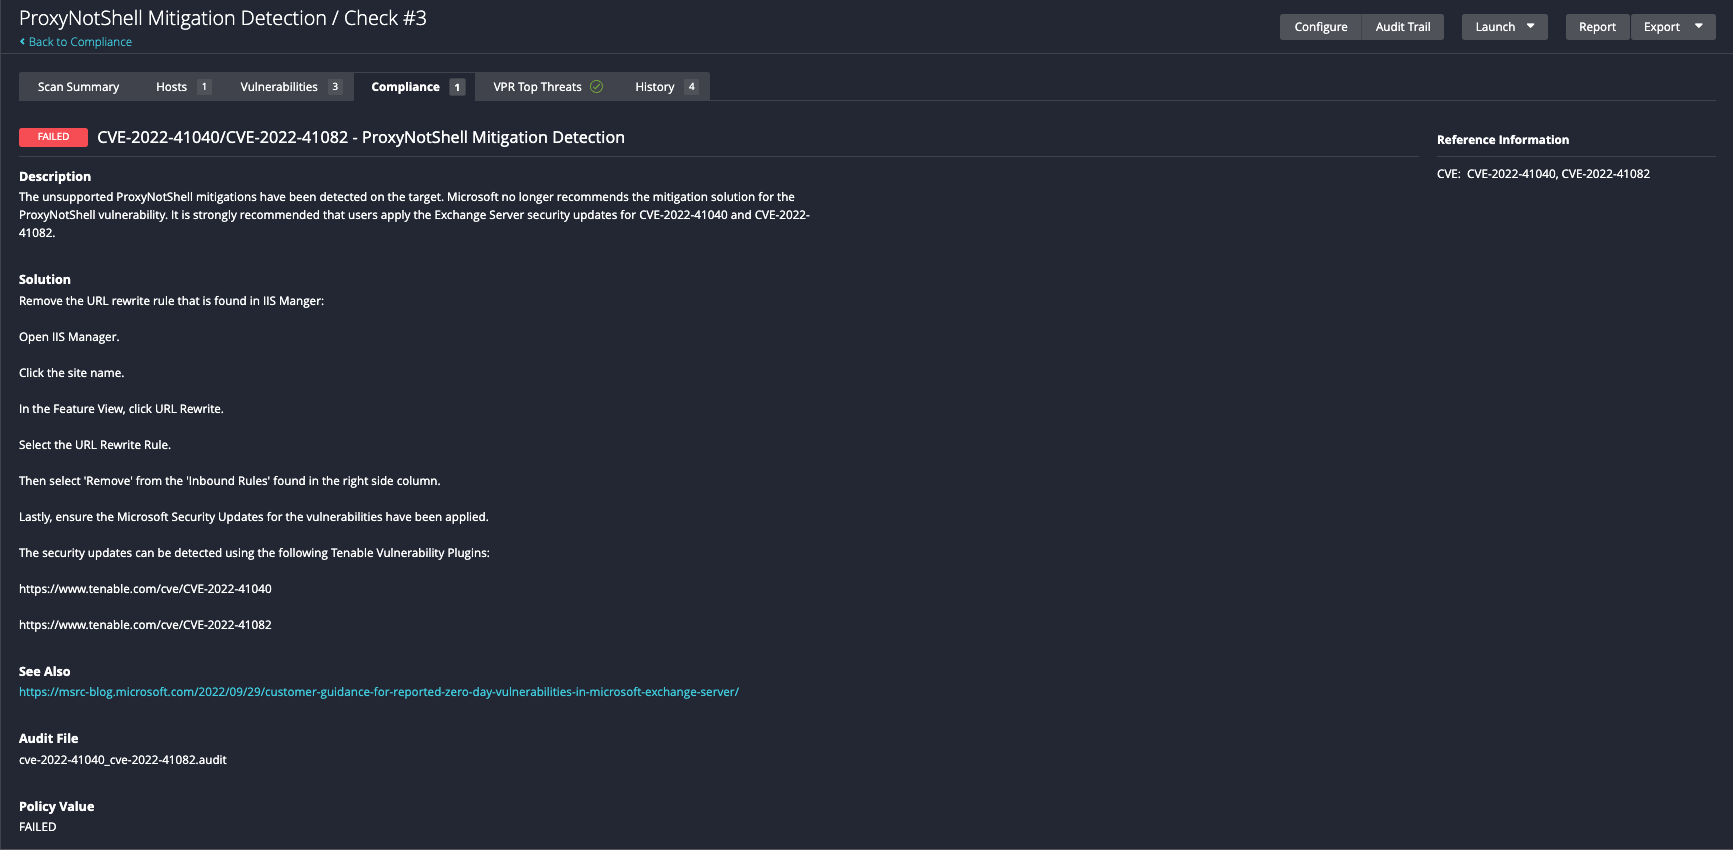 ProxyNotShell Mitigation Detection / Check #3
Back to Compliance
Configure
Audit Trail
Launch
Report
Export
Scan Summary
Hosts 1
Vulnerabilities 3
Compliance 1
VPR Top Threats
History 4
FAILED
CVE-2022-41040/CVE-2022-41082 - ProxyNotShell Mitigation Detection
Description
The unsupported ProxyNotShell mitigations have been detected on the target. Microsoft no longer recommends the mitigation solution for the
ProxyNotShell vulnerability. It is strongly recommended that users apply the Exchange Server security updates for CVE-2022-41040 and CVE-2022-
41082.
Solution
Remove the URL rewrite rule that is found in IIS Manger:
Open IIS Manager.
Click the site name.
In the Feature View, click URL Rewrite.
Select the URL Rewrite Rule.
Then select 'Remove' from the 'Inbound Rules' found in the right side column.
Lastly, ensure the Microsoft Security Updates for the vulnerabilities have been applied.
The security updates can be detected using the following Tenable Vulnerability Plugins:
https://www.tenable.com/cve/CVE-2022-41040
https://www.tenable.com/cve/CVE-2022-41082
See Also
https://msrc-blog.microsoft.com/2022/09/29/customer-guidance-for-reported-zero-day-vulnerabilities-in-microsoft-exchange-server/
Audit File
cve-2022-41040_cve-2022-41082.audit
Policy Value
FAILED
Reference Information
CVE: CVE-2022-41040, CVE-2022-41082